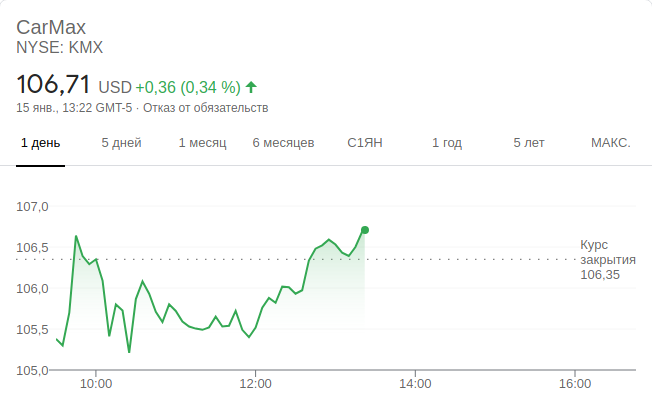 CarMax
NYSE: KMX
106,71 USD +0,36 (0,34 %)
15 янв., 13:22 GMT-5 · Отказ от обязательств
1 день 5 дней 1 месяц 6 месяцев С1ЯН 1 год 5 лет МАКС.
107,0
106,5
106,0
105,5
105,0
Курс
закрытия
106,35
10:00 12:00 14:00 16:00